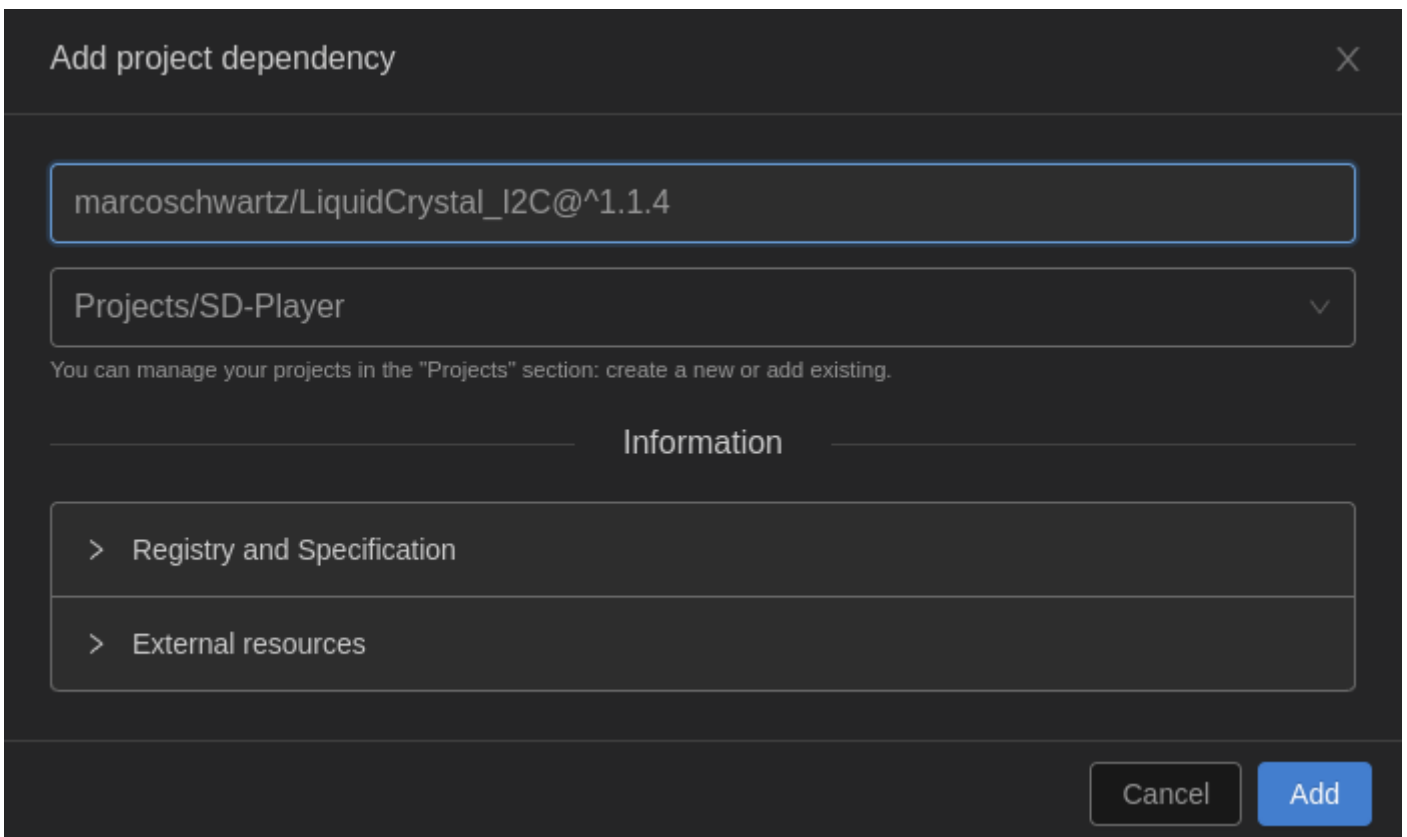 Add project dependency
marcoschwartz/LiquidCrystal_I2C@^1.1.4
Projects/SD-Player
You can manage your projects in the "Projects" section: create a new or add existing.
Information
Registry and Specification
External resources
Cancel
Add